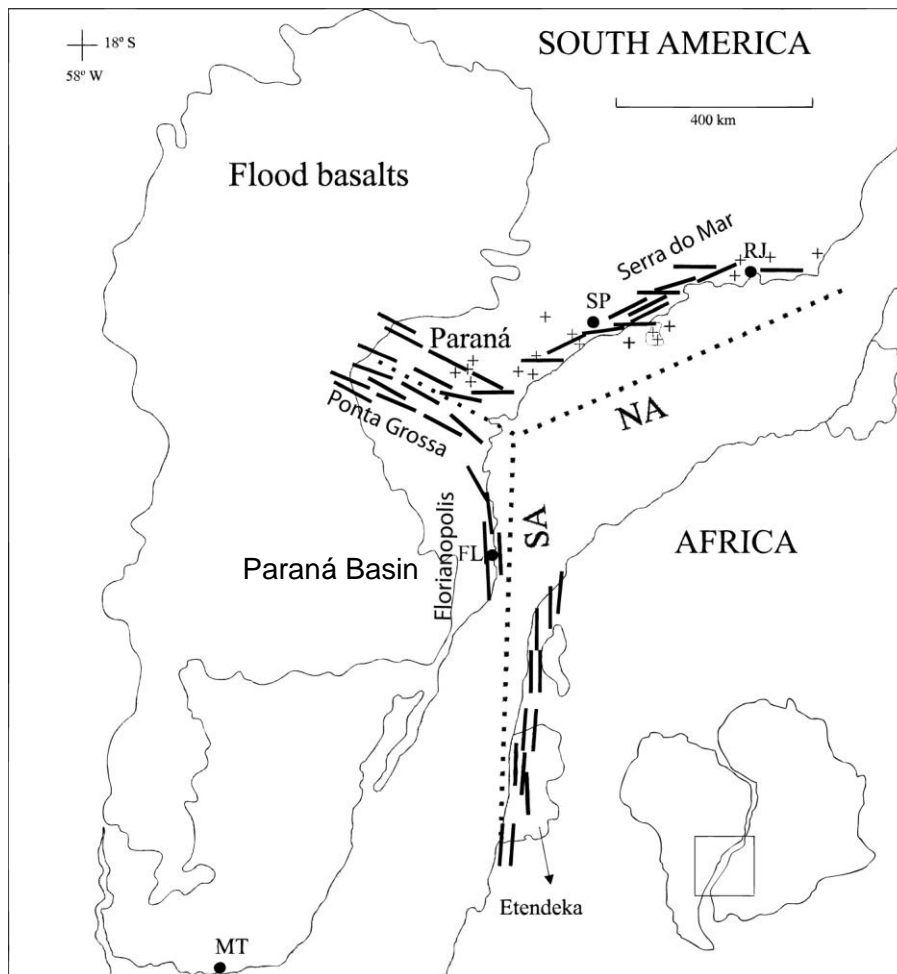 18° S
58° W
SOUTH AMERICA
400 km
Flood basalts
Serra do Mar
RJ
SP
Paraná
Ponta Grossa
NA
SA
Florianopolis
FL
AFRICA
Paraná Basin
Etendeka
MT